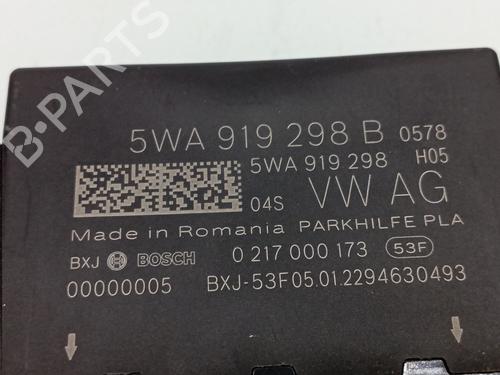 5WA 919 298 B 0578
5WA 919 298 H05
04S VW AG
Made in Romania PARKHILFE PLA
BXJ BOSCH 0 217 000 173 53F
00000005 BXJ-53F05.01.2294630493
B-PARTS